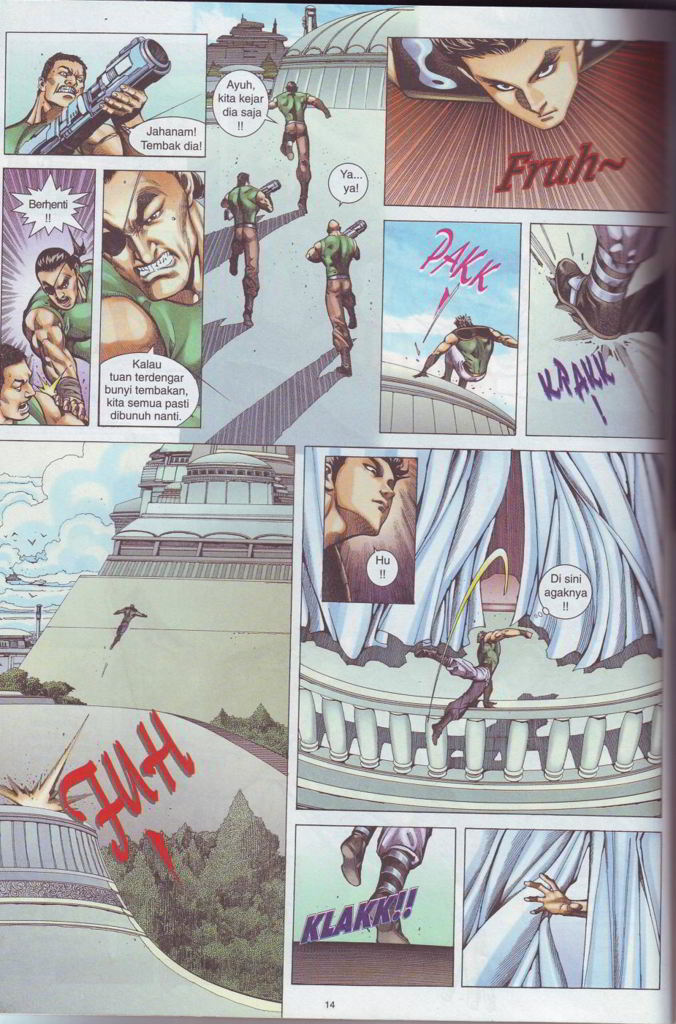 Jahanam!
Tembak dia!
Berhenti
!!
Kalau
tuan terdengar
bunyi tembakan,
kita semua pasti
dibunuh nanti.
Ayuh,
kita kejar
dia saja
!!
Ya...
ya!
Fruh~
PAKK
KRAKK
!
FUH
!
Hu
!!
Di sini
agaknya
!!
KLAKK!!
14